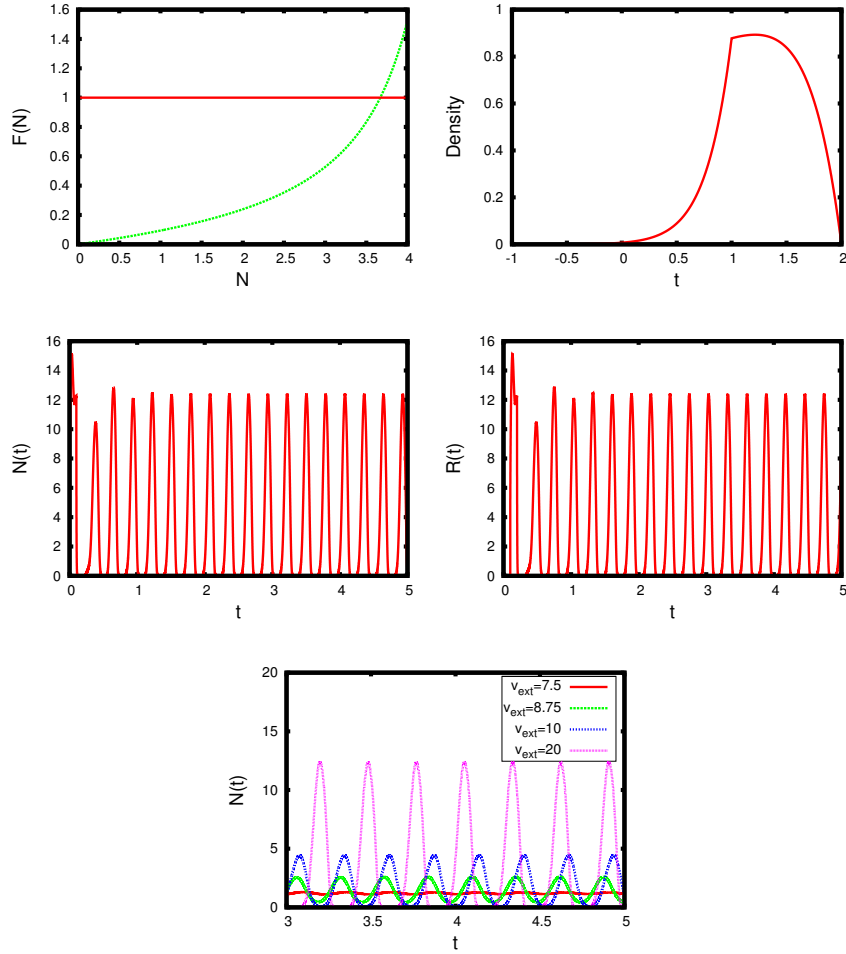 F(N)
1.6
1.4
1.2
1
0.8
0.6
0.4
0.2
0
0 0.5 1 1.5 2 2.5 3 3.5 4
N
Density
1
0.8
0.6
0.4
0.2
0
-1 -0.5 0 0.5 1 1.5 2
t
N(t)
16
14
12
10
8
6
4
2
0
0 1 2 3 4 5
t
R(t)
16
14
12
10
8
6
4
2
0
0 1 2 3 4 5
t
N(t)
20
15
10
5
0
3 3.5 4 4.5 5
t
v_ext=7.5
v_ext=8.75
v_ext=10
v_ext=20